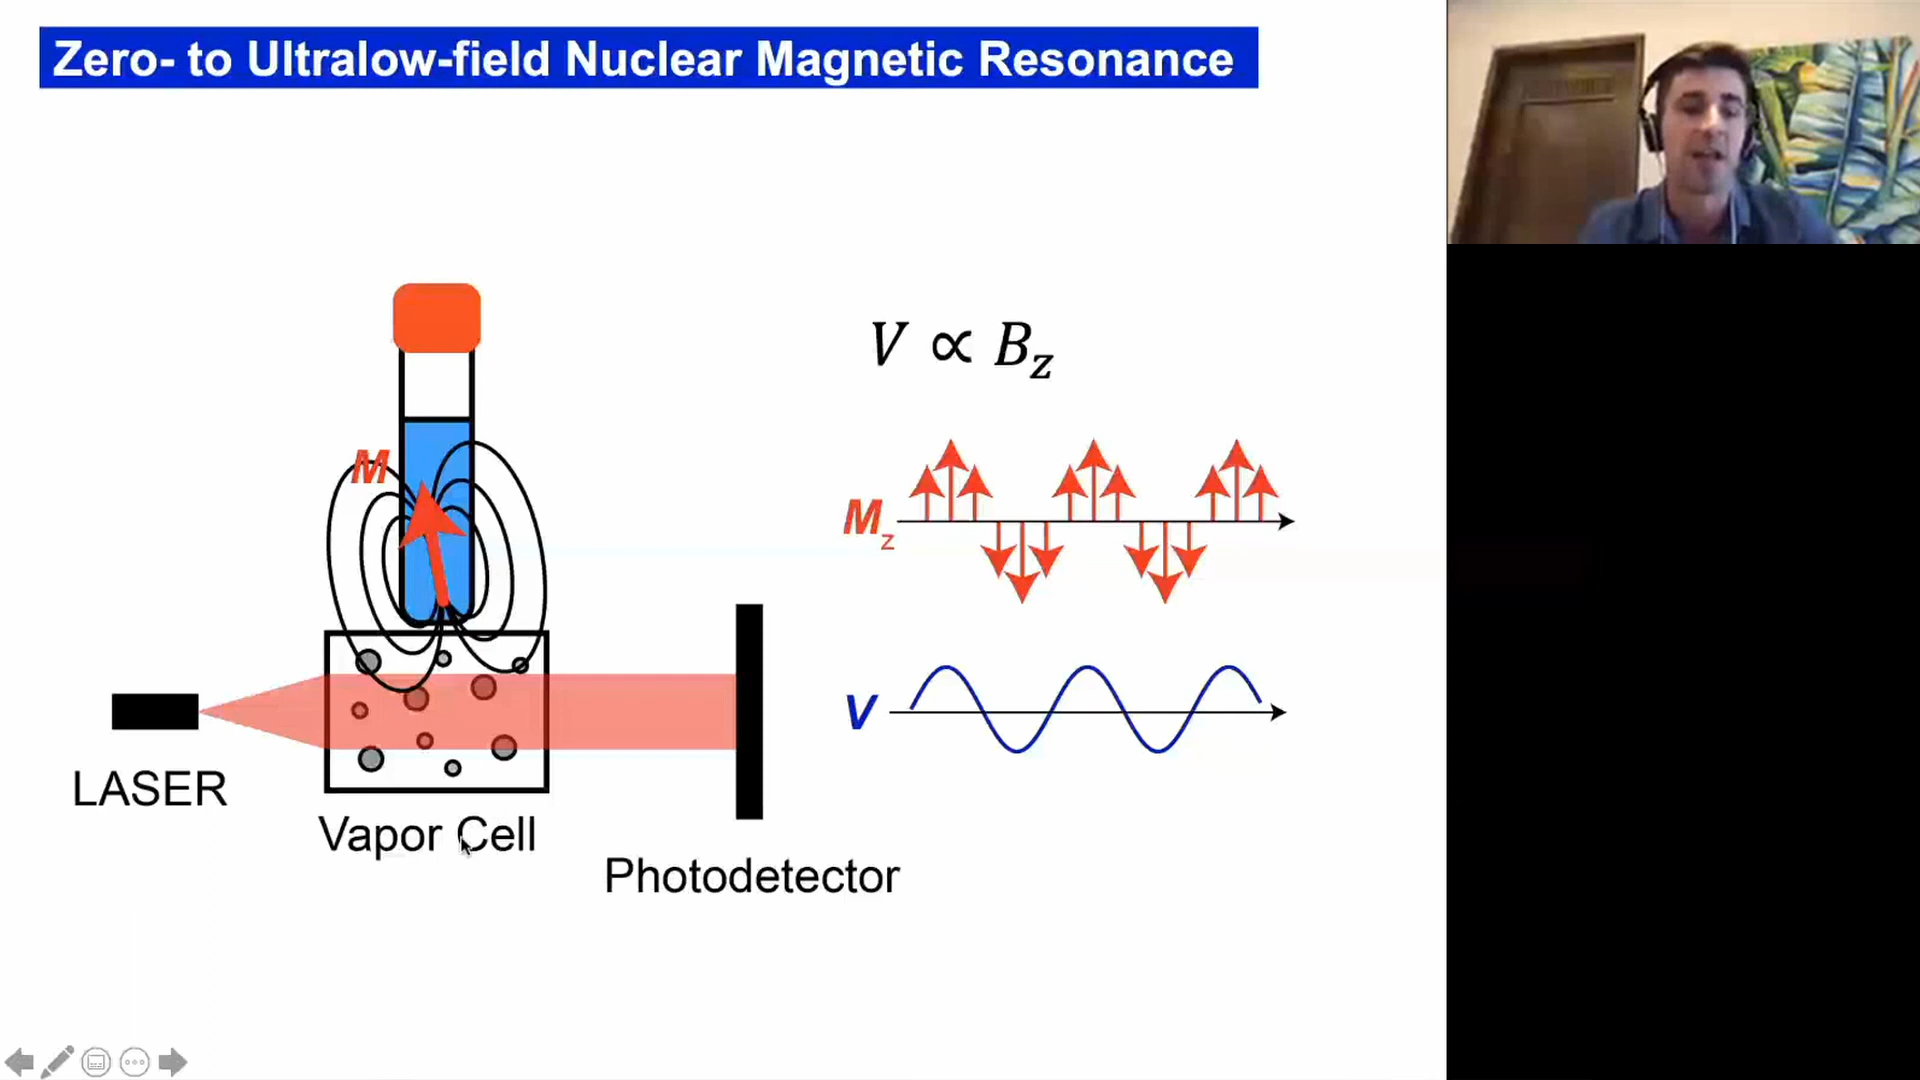 Zero- to Ultralow-field Nuclear Magnetic Resonance
M
LASER
Vapor Cell
Photodetector
V ∝ B_z
M_z
V